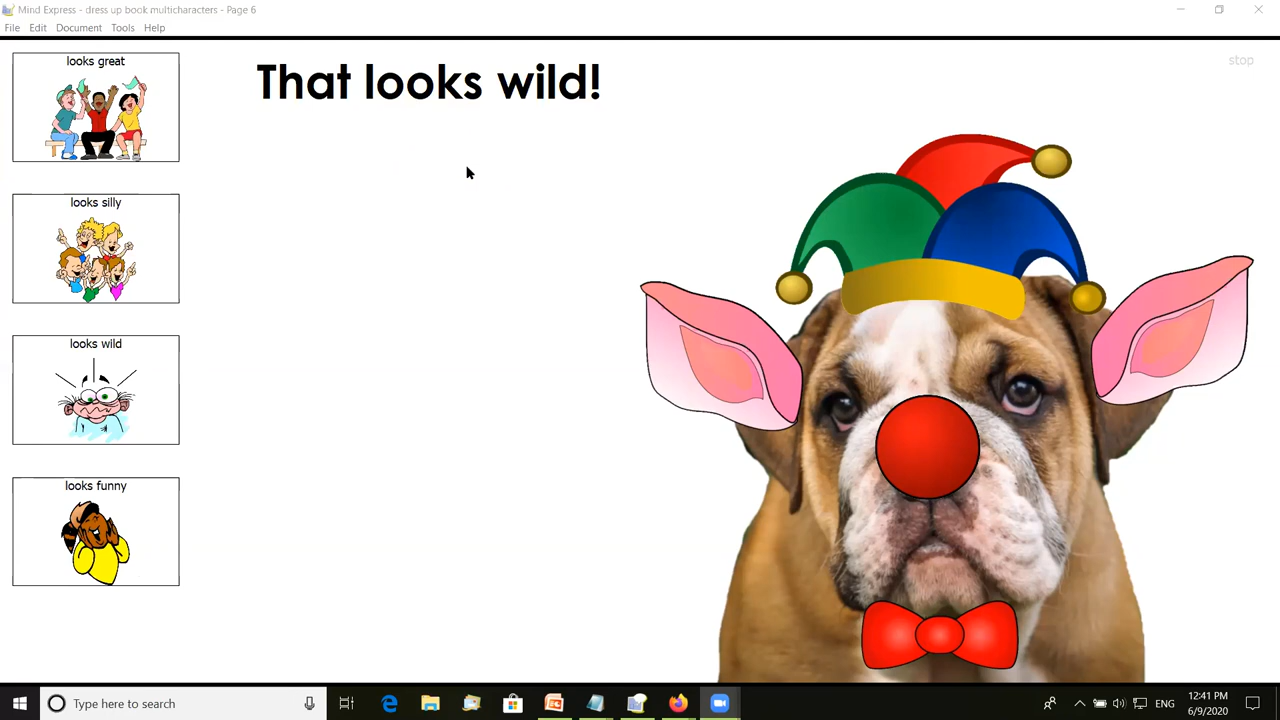 Mind Express - dress up book multicharacters - Page 6
File Edit Document Tools Help
looks great
That looks wild!
stop
looks silly
looks wild
looks funny
Type here to search
ENG
12:41 PM
6/9/2020